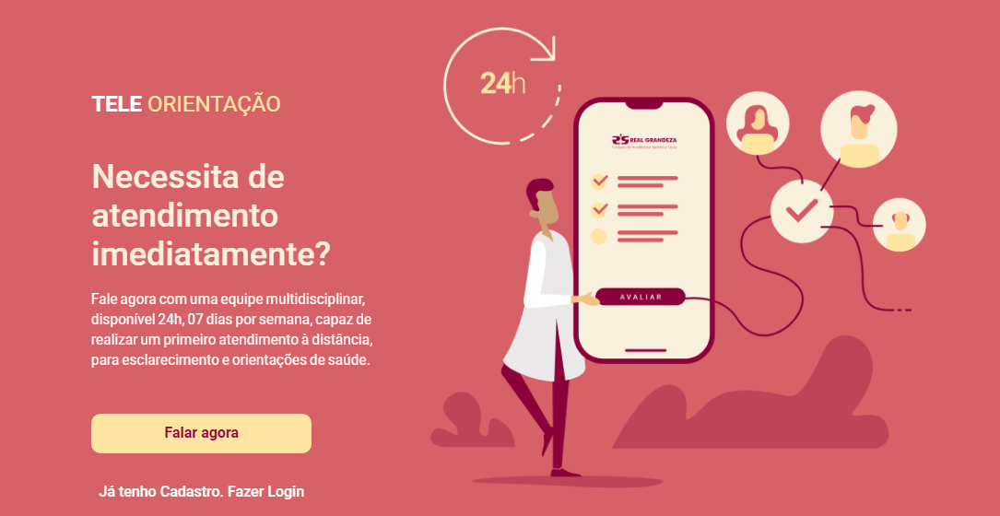 24h
TELE ORIENTAÇÃO
REAL GRANDEZA
Necessita de
atendimento
imediatamente?
Fale agora com uma equipe multidisciplinar,
disponível 24h, 07 dias por semana, capaz de
realizar um primeiro atendimento à distância,
para esclarecimento e orientações de saúde.
AVALIAR
Falar agora
Já tenho Cadastro. Fazer Login